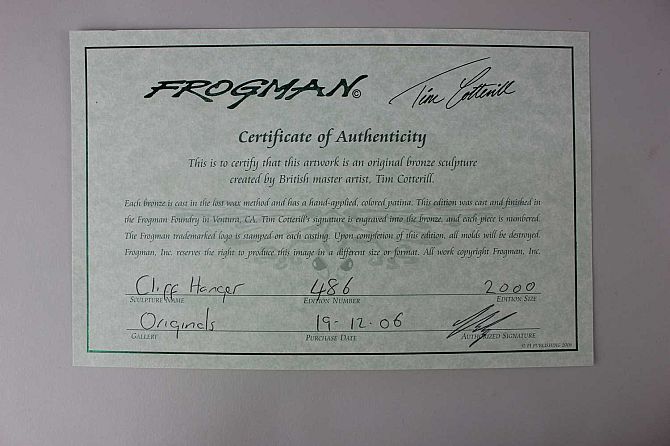 FROGMAN©
Tim Cotterill
Certificate of Authenticity
This is to certify that this artwork is an original bronze sculpture
created by British master artist, Tim Cotterill.
Each bronze is cast in the lost wax method and has a hand-applied, colored patina. This edition was cast and finished in
the Frogman Foundry in Ventura, CA. Tim Cotterill's signature is engraved into the bronze, and each piece is numbered.
The Frogman trademarked logo is stamped on each casting. Upon completion of this edition, all molds will be destroyed.
Frogman, Inc. reserves the right to produce this image in a different size or format. All work copyright Frogman, Inc.
Cliff Hanger 486 2000
SCULPTURE NAME EDITION NUMBER EDITION SIZE
Originals 19-12-06
GALLERY PURCHASE DATE AUTHORIZED SIGNATURE
PUBLISHING